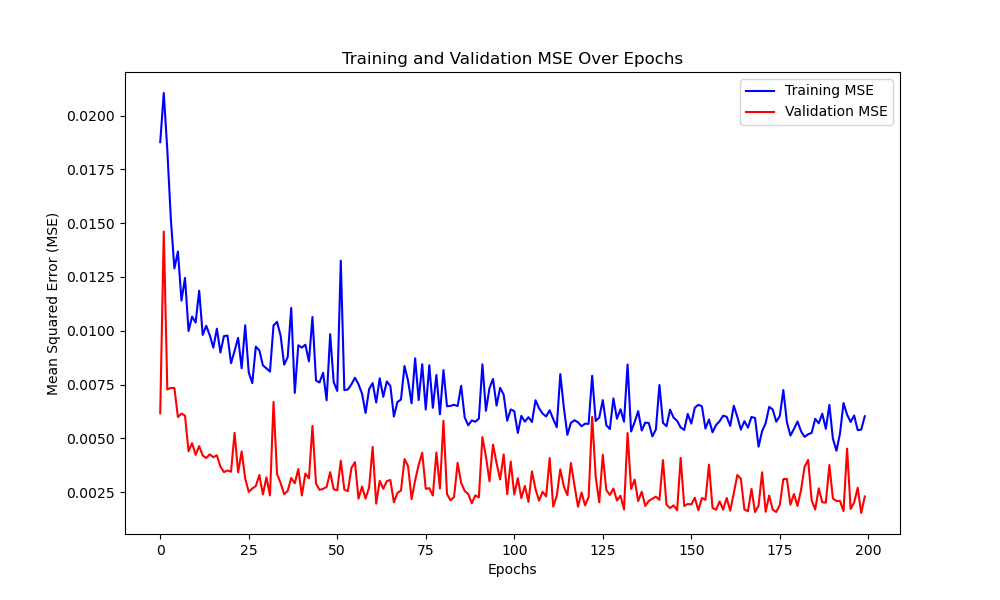 Training and Validation MSE Over Epochs
Training MSE
Validation MSE
Mean Squared Error (MSE)
0.0200
0.0175
0.0150
0.0125
0.0100
0.0075
0.0050
0.0025
0 25 50 75 100 125 150 175 200
Epochs